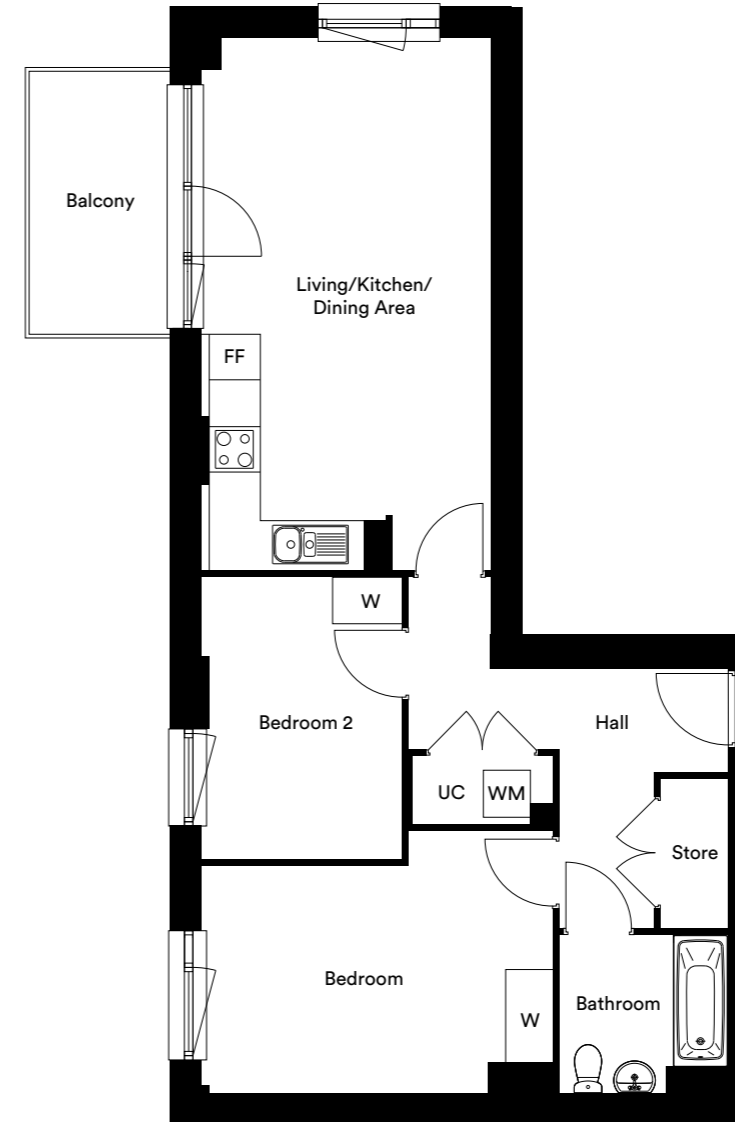 Balcony
Living/Kitchen/
Dining Area
FF
W
Bedroom 2
Hall
UC
WM
Store
Bedroom
Bathroom
W